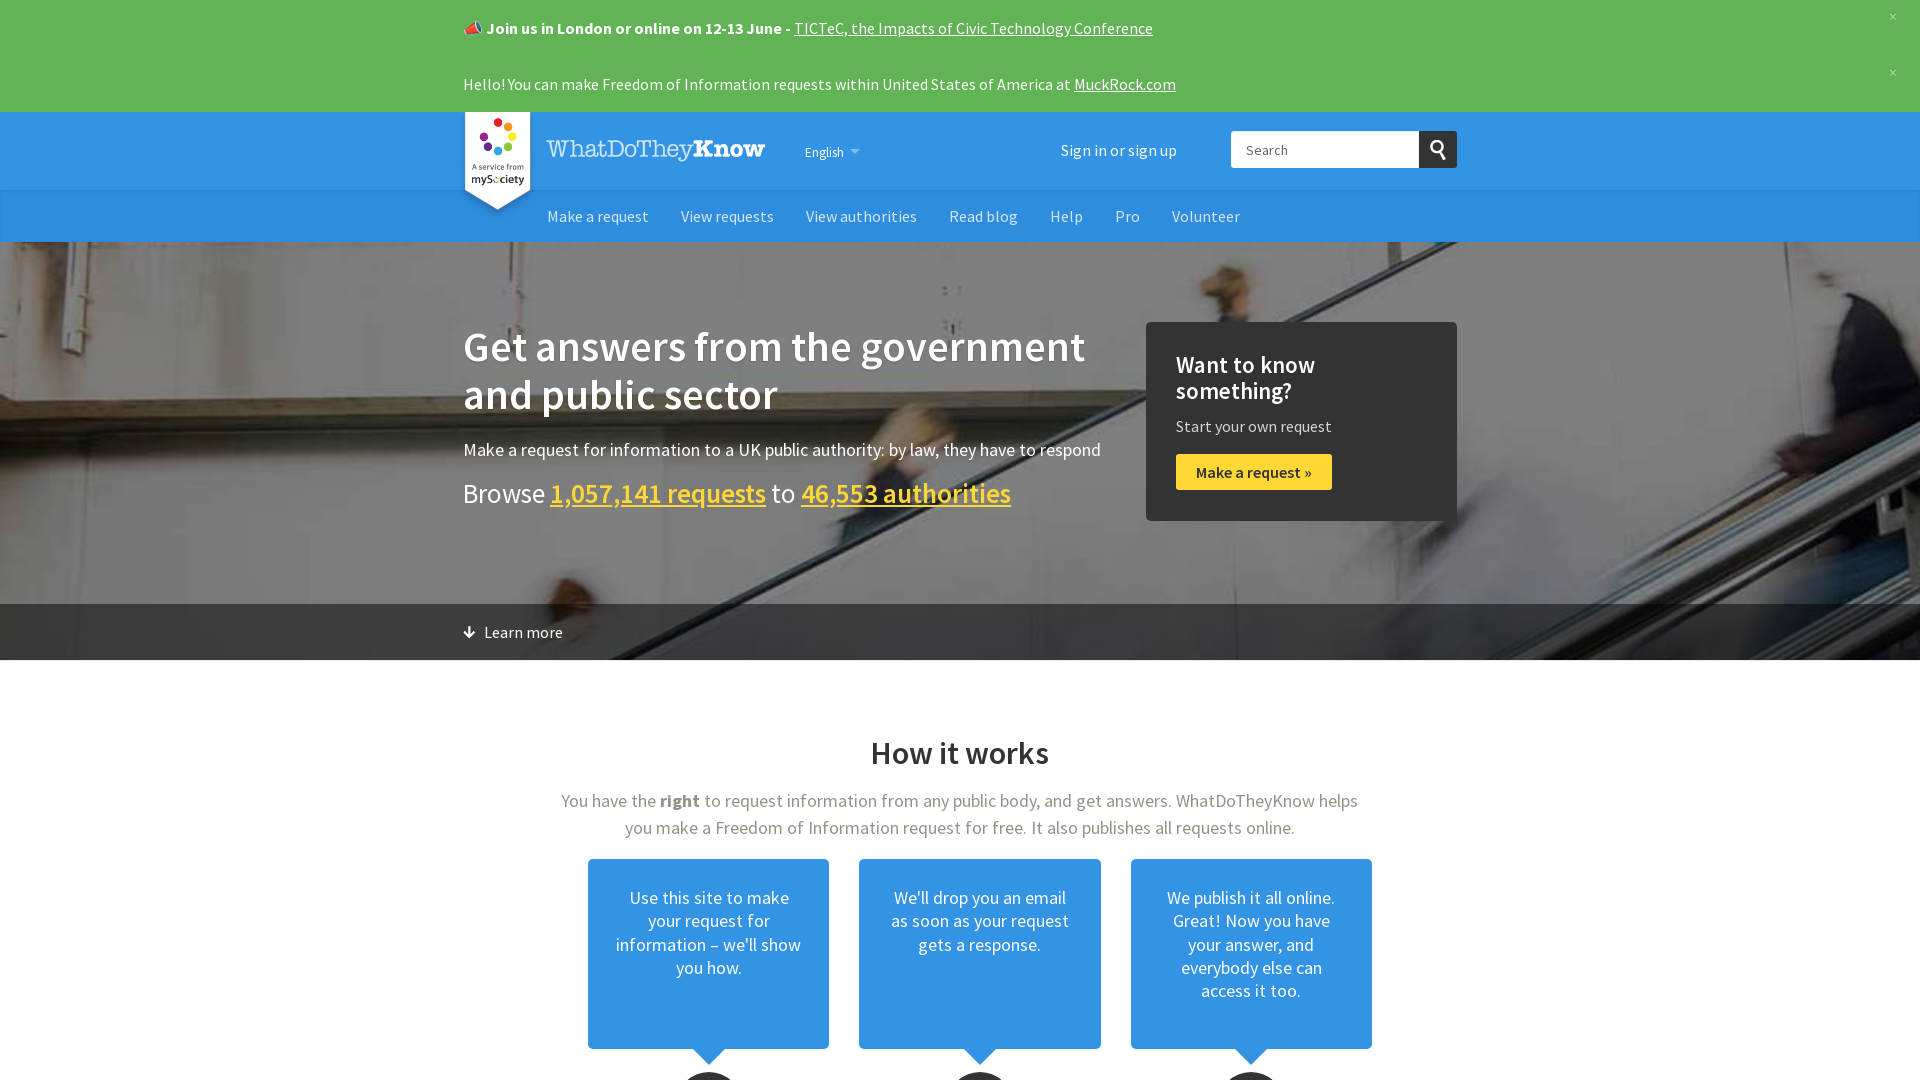 📣 Join us in London or online on 12-13 June - TICTeC, the Impacts of Civic Technology Conference
×
Hello! You can make Freedom of Information requests within United States of America at MuckRock.com
×
A service from
mySociety
WhatDoTheyKnow
English
Sign in or sign up
Search
Make a request
View requests
View authorities
Read blog
Help
Pro
Volunteer
Get answers from the government
and public sector
Make a request for information to a UK public authority: by law, they have to respond
Browse 1,057,141 requests to 46,553 authorities
Want to know
something?
Start your own request
Make a request »
Learn more
How it works
You have the right to request information from any public body, and get answers. WhatDoTheyKnow helps
you make a Freedom of Information request for free. It also publishes all requests online.
Use this site to make
your request for
information – we'll show
you how.
We'll drop you an email
as soon as your request
gets a response.
We publish it all online.
Great! Now you have
your answer, and
everybody else can
access it too.